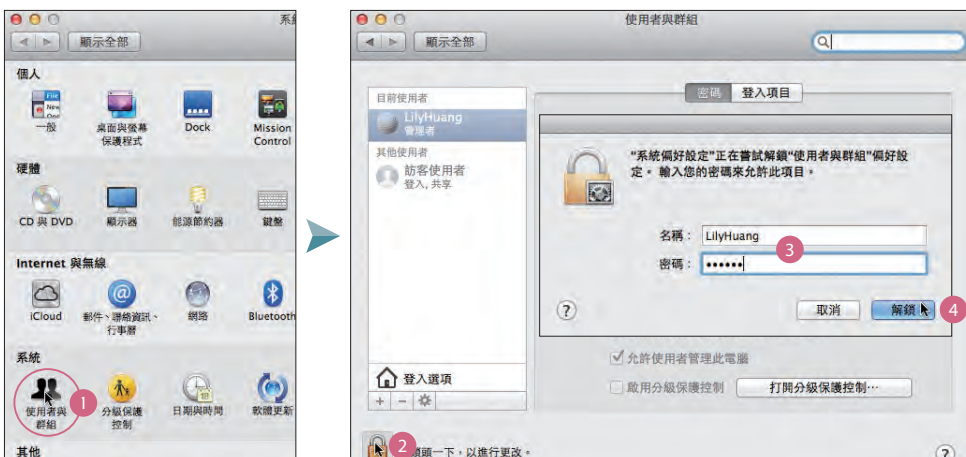 系
顯示全部
個人
File
New
一般
桌面與螢幕
保護程式
Dock
Mission
Control
硬體
CD 與 DVD
顯示器
能源節約器
鍵盤
Internet 與無線
iCloud
郵件、聯絡資訊、
行事曆
網路
Bluetooth
系統
使用者與
群組
1
分級保護
控制
日期與時間
軟體更新
其他
使用者與群組
顯示全部
目前使用者
LilyHuang
管理者
其他使用者
訪客使用者
登入, 共享
密碼
登入項目
"系統偏好設定"正在嘗試解鎖"使用者與群組"偏好設
定。 輸入您的密碼來允許此項目。
名稱： LilyHuang
密碼： ••••••
3
?
取消
解鎖
4
允許使用者管理此電腦
啟用分級保護控制
打開分級保護控制…
登入選項
+ −
2
鎖頭一下，以進行更改。
?